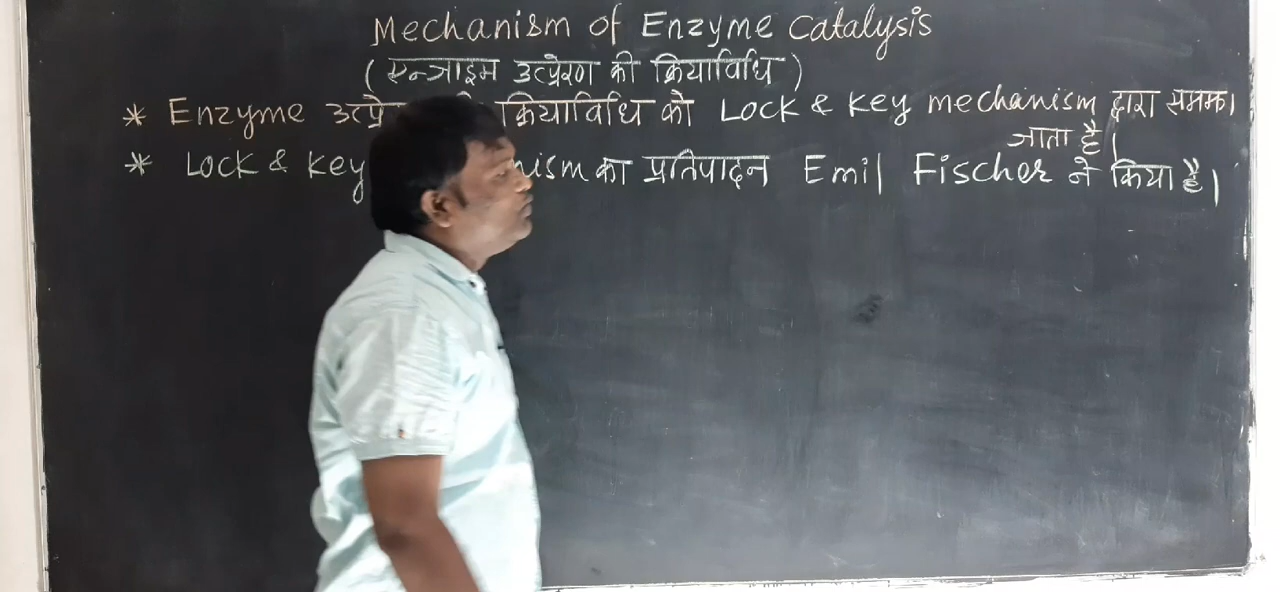 Mechanism of Enzyme Catalysis
(एन्जाइम उत्प्रेरण की क्रियाविधि)
* Enzyme उत्प्रे क्रियाविधि को Lock & Key mechanism द्वारा समझा
जाता है।
* Lock & Key nism का प्रतिपादन Emil Fischer ने किया है।